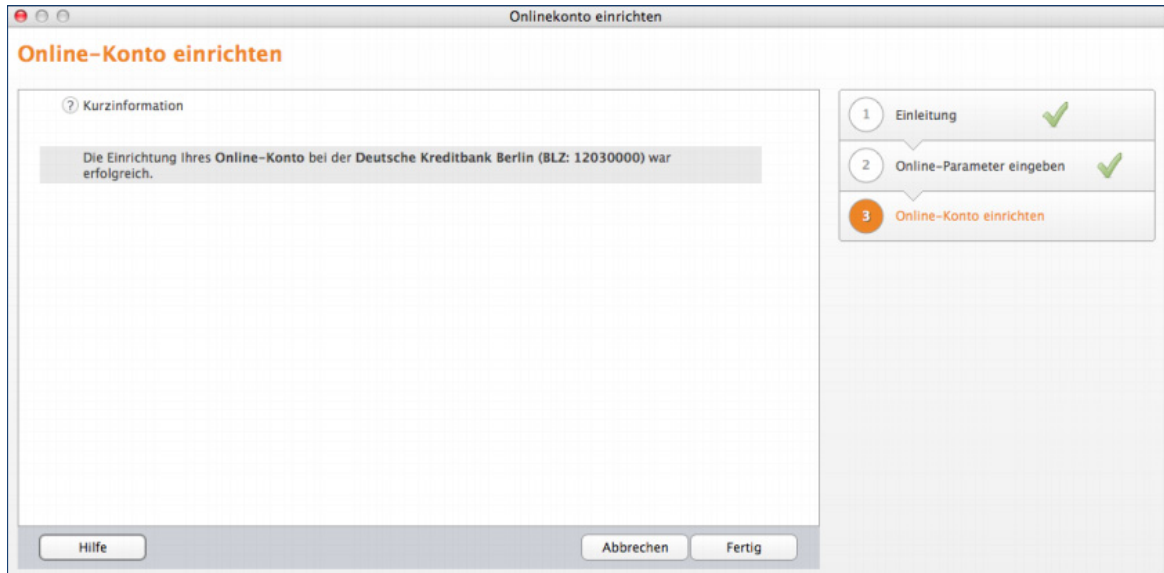 Onlinekonto einrichten
Online-Konto einrichten
? Kurzinformation
Die Einrichtung Ihres Online-Konto bei der Deutsche Kreditbank Berlin (BLZ: 12030000) war
erfolgreich.
1 Einleitung
2 Online-Parameter eingeben
3 Online-Konto einrichten
Hilfe
Abbrechen
Fertig